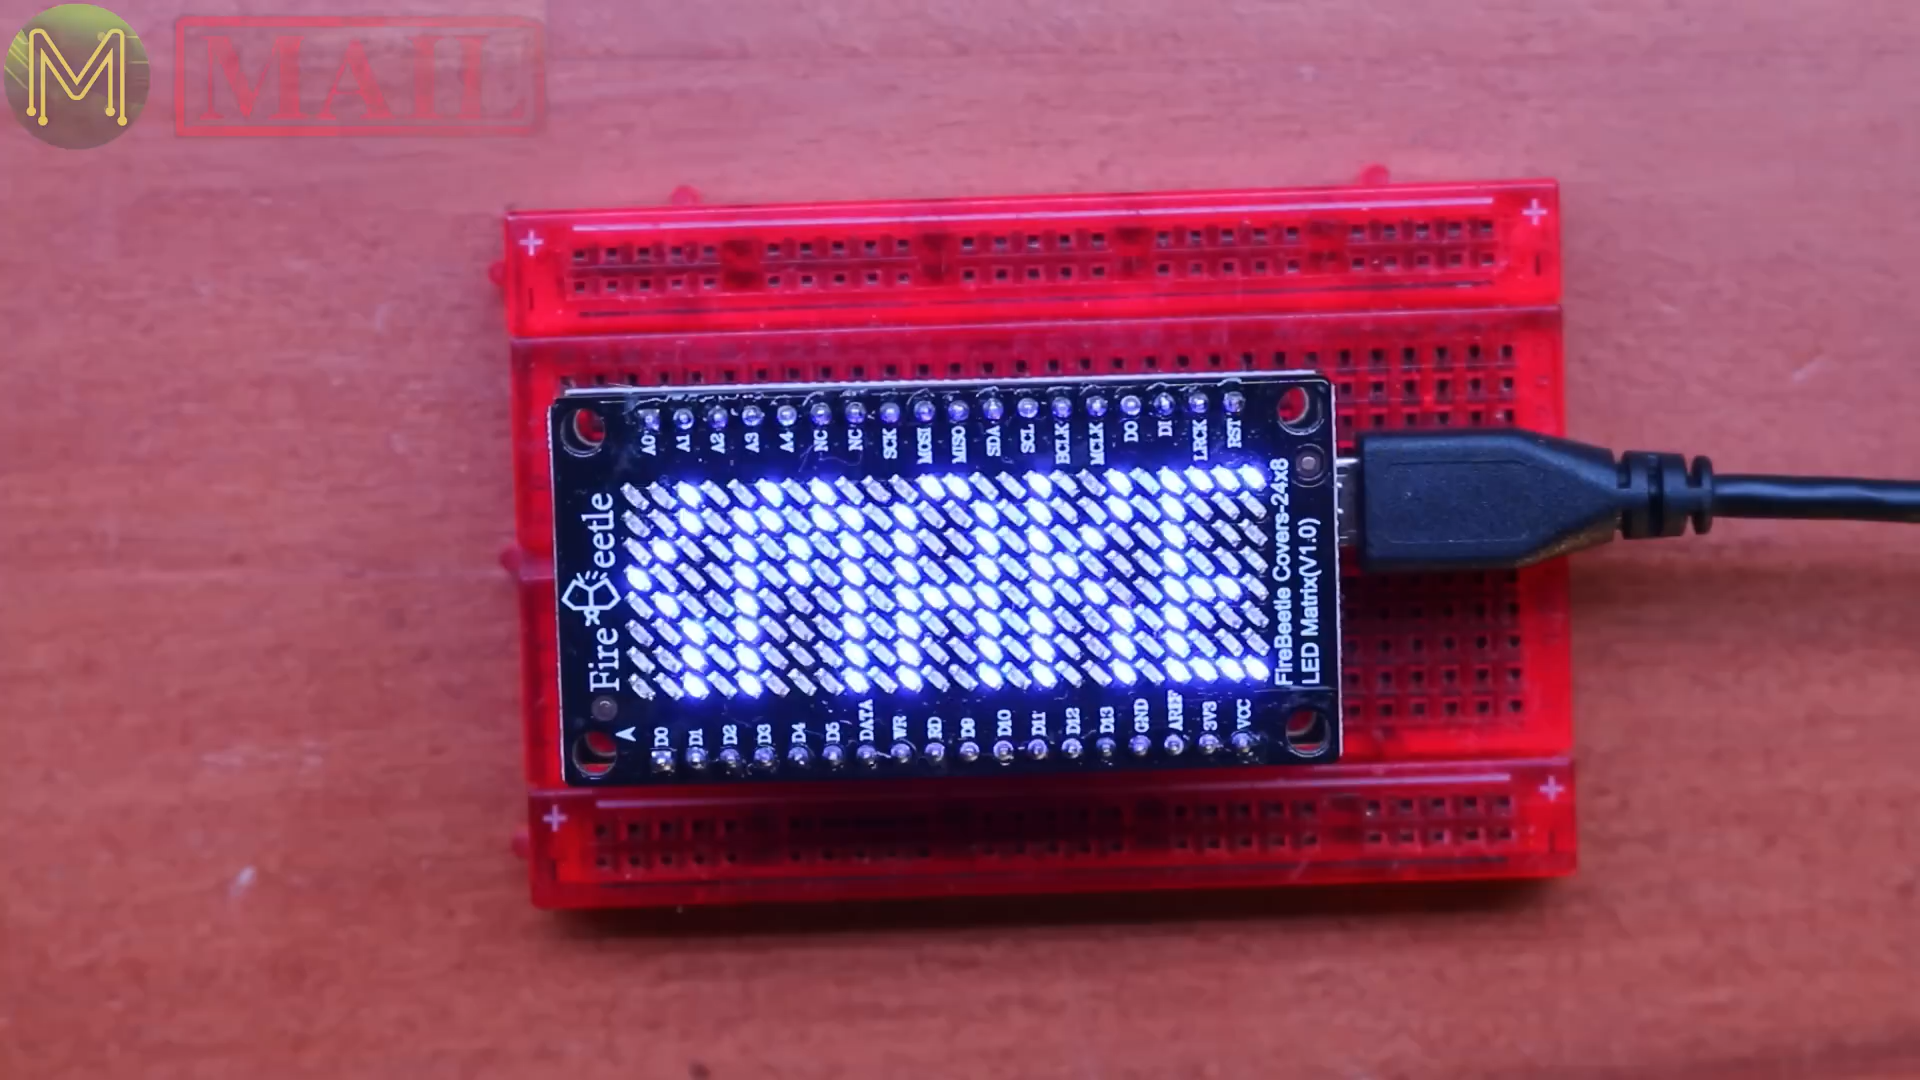 M
MAIL
A0 A1 A2 A3 A4 NC NC SCK MOSI MISO SDA SCL BCLK MCLK DO DI LRCK RST
FireBeetle
MAKE
FireBeetle Covers-24x8
LED Matrix(V1.0)
A
D0 D1 D2 D3 D4 D5 DATA WR RD D9 D10 D11 D12 D13 GND AREF 3V3 VCC